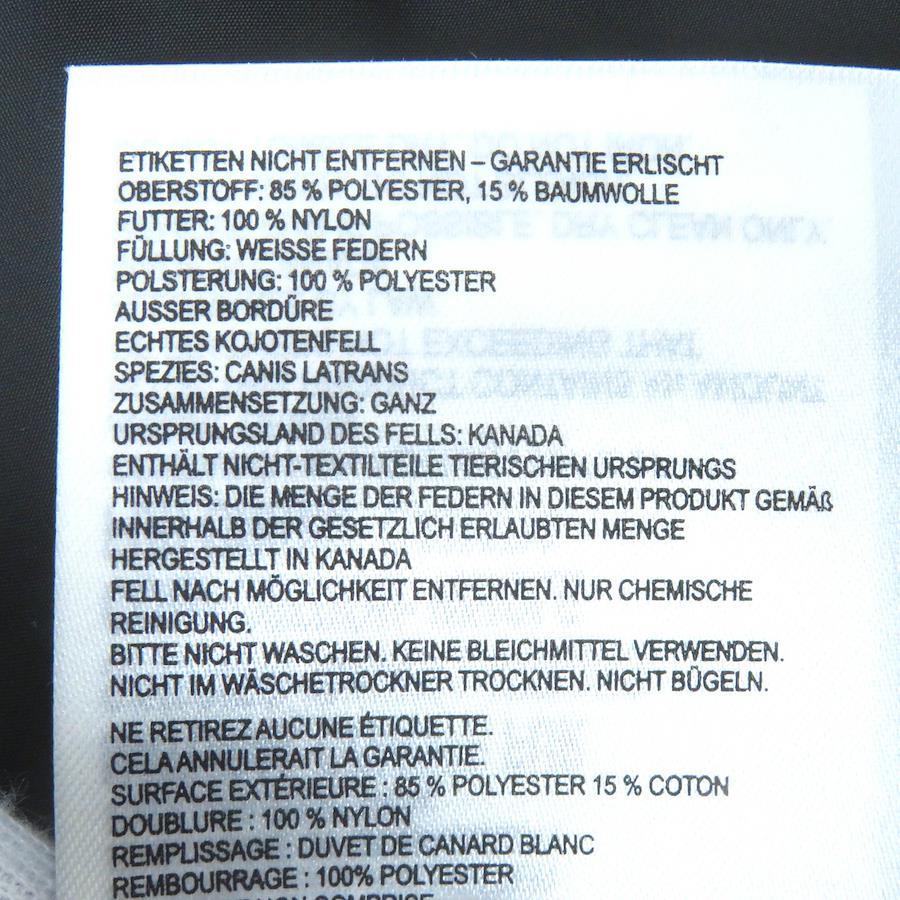 ETIKETTEN NICHT ENTFERNEN – GARANTIE ERLISCHT
OBERSTOFF: 85 % POLYESTER, 15 % BAUMWOLLE
FUTTER: 100 % NYLON
FÜLLUNG: WEISSE FEDERN
POLSTERUNG: 100 % POLYESTER
AUSSER BORDÜRE
ECHTES KOJOTENFELL
SPEZIES: CANIS LATRANS
ZUSAMMENSETZUNG: GANZ
URSPRUNGSLAND DES FELLS: KANADA
ENTHÄLT NICHT-TEXTILTEILE TIERISCHEN URSPRUNGS
HINWEIS: DIE MENGE DER FEDERN IN DIESEM PRODUKT GEMÄß
INNERHALB DER GESETZLICH ERLAUBTEN MENGE
HERGESTELLT IN KANADA
FELL NACH MÖGLICHKEIT ENTFERNEN. NUR CHEMISCHE
REINIGUNG.
BITTE NICHT WASCHEN. KEINE BLEICHMITTEL VERWENDEN.
NICHT IM WÄSCHETROCKNER TROCKNEN. NICHT BÜGELN.
NE RETIREZ AUCUNE ÉTIQUETTE.
CELA ANNULERAIT LA GARANTIE.
SURFACE EXTÉRIEURE : 85 % POLYESTER 15 % COTON
DOUBLURE : 100 % NYLON
REMPLISSAGE : DUVET DE CANARD BLANC
REMBOURRAGE : 100% POLYESTER